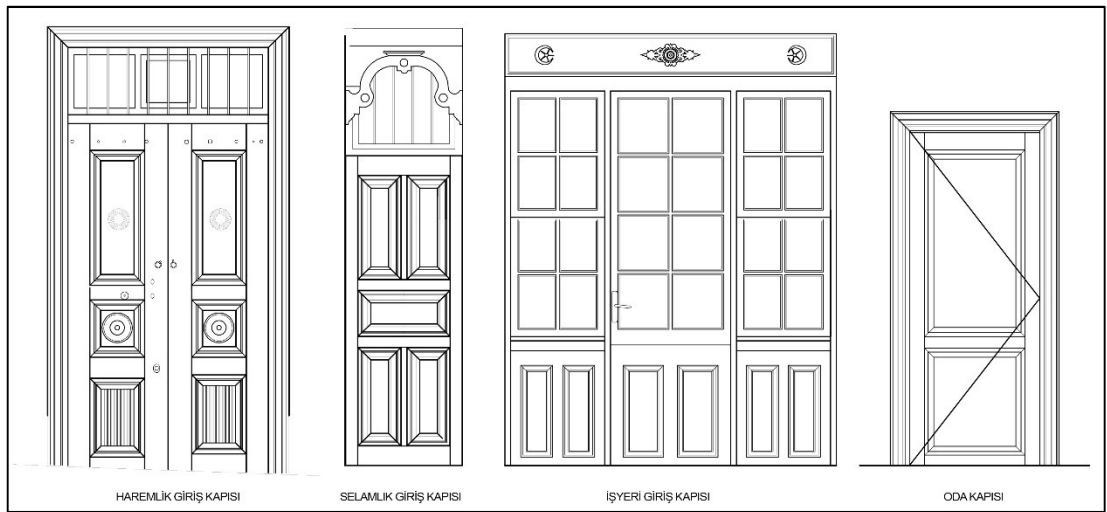 HAREMLİK GİRİŞ KAPISI
SELAMLIK GİRİŞ KAPISI
İŞYERİ GİRİŞ KAPISI
ODA KAPISI